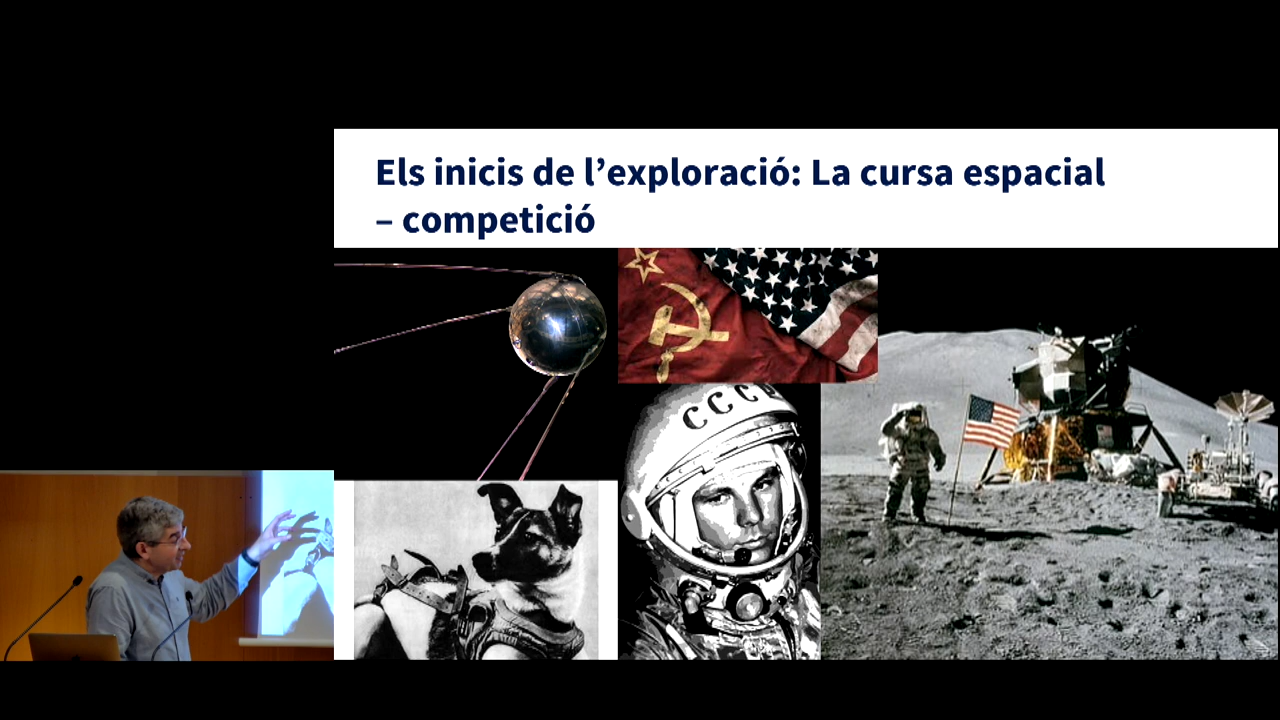 Els inicis de l’exploració: La cursa espacial
– competició
CCCP